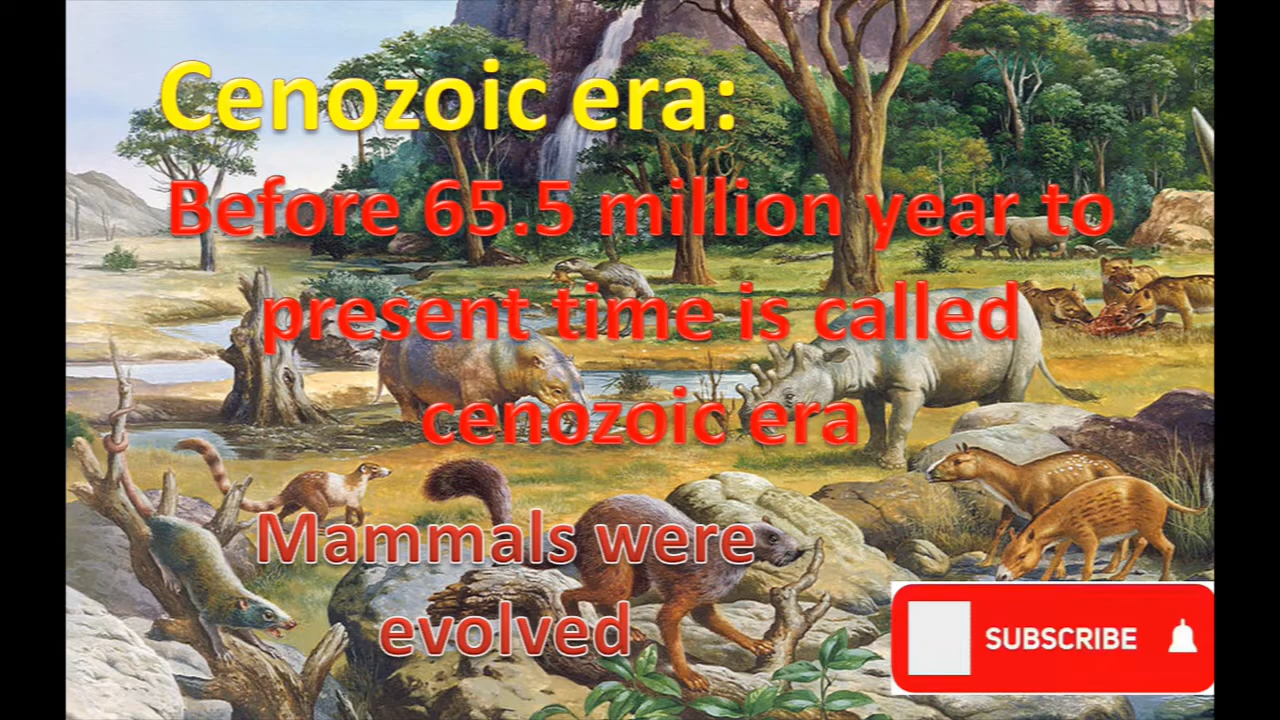 Cenozoic era:
Before 65.5 million year to
present time is called
cenozoic era
Mammals were
evolved
SUBSCRIBE